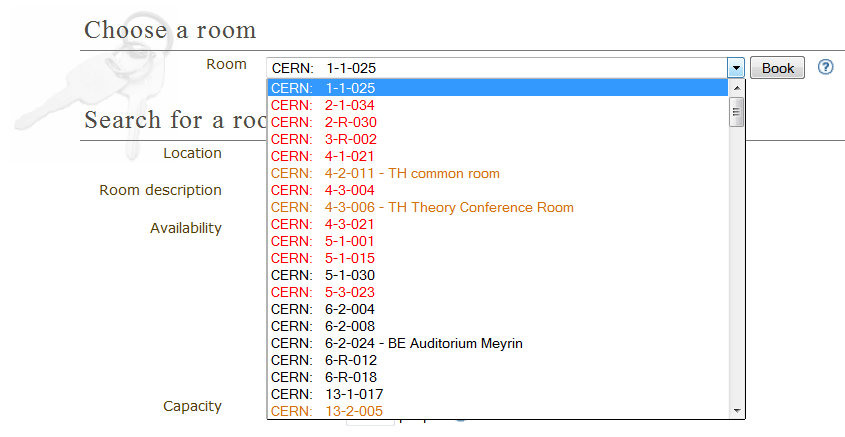 Choose a room
Room CERN: 1-1-025 Book ?
CERN: 1-1-025
CERN: 2-1-034
Search for a roo CERN: 2-R-030
CERN: 3-R-002
Location CERN: 4-1-021
CERN: 4-2-011 - TH common room
Room description CERN: 4-3-004
CERN: 4-3-006 - TH Theory Conference Room
Availability CERN: 4-3-021
CERN: 5-1-001
CERN: 5-1-015
CERN: 5-1-030
CERN: 5-3-023
CERN: 6-2-004
CERN: 6-2-008
CERN: 6-2-024 - BE Auditorium Meyrin
CERN: 6-R-012
CERN: 6-R-018
CERN: 13-1-017
Capacity CERN: 13-2-005